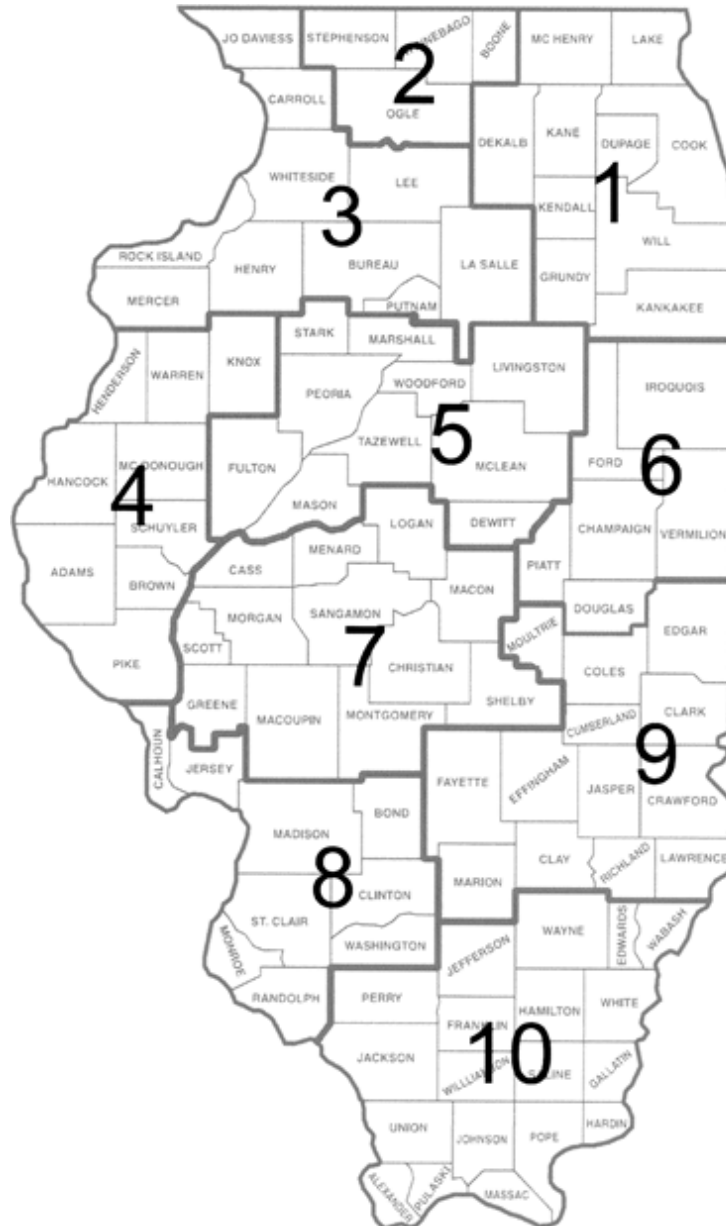 JO DAVIESS STEPHENSON WINNEBAGO BOONE MC HENRY LAKE
2
CARROLL OGLE DEKALB KANE DUPAGE COOK
1
WHITESIDE LEE
3
KENDALL WILL
ROCK ISLAND HENRY BUREAU LA SALLE GRUNDY
MERCER PUTNAM KANKAKEE
STARK MARSHALL
HENDERSON WARREN KNOX PEORIA WOODFORD LIVINGSTON IROQUOIS
5
TAZEWELL MCLEAN
6
HANCOCK MC DONOUGH FULTON FORD
4
MASON LOGAN DEWITT CHAMPAIGN VERMILION
SCHUYLER MENARD
ADAMS BROWN CASS MACON PIATT
MORGAN SANGAMON DOUGLAS
7
PIKE SCOTT CHRISTIAN MOULTRIE EDGAR
COLES
GREENE MACOUPIN MONTGOMERY SHELBY CUMBERLAND CLARK
9
CALHOUN JERSEY FAYETTE EFFINGHAM JASPER CRAWFORD
MADISON BOND
8
CLINTON MARION CLAY RICHLAND LAWRENCE
ST. CLAIR
MONROE WASHINGTON JEFFERSON WAYNE EDWARDS WABASH
RANDOLPH PERRY FRANKLIN HAMILTON WHITE
10
JACKSON WILLIAMSON SALINE GALLATIN
UNION JOHNSON POPE HARDIN
ALEXANDER PULASKI MASSAC